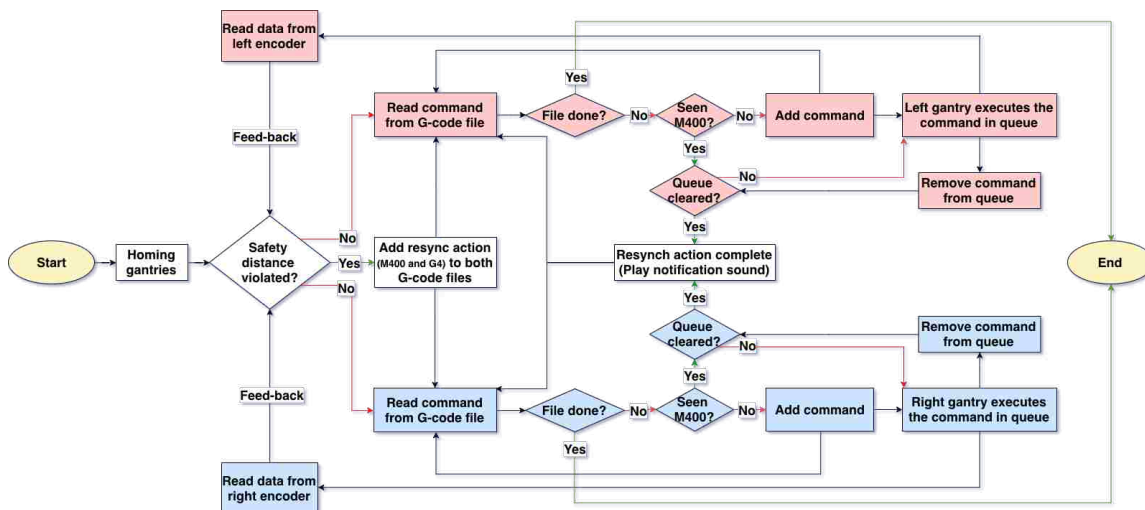 Read data from
left encoder
Yes
Read command
from G-code file
File done?
No
Seen
M400?
No
Add command
Left gantry executes the
command in queue
Feed-back
Yes
No
Queue
cleared?
Remove command
from queue
No
Yes
Start
Homing
gantries
Safety
distance
violated?
Yes
Add resync action
(M400 and G4) to both
G-code files
Resynch action complete
(Play notification sound)
End
No
Yes
Queue
cleared?
No
Remove command
from queue
Feed-back
Yes
Read command
from G-code file
File done?
No
Seen
M400?
No
Add command
Right gantry executes
the command in queue
Yes
Read data from
right encoder